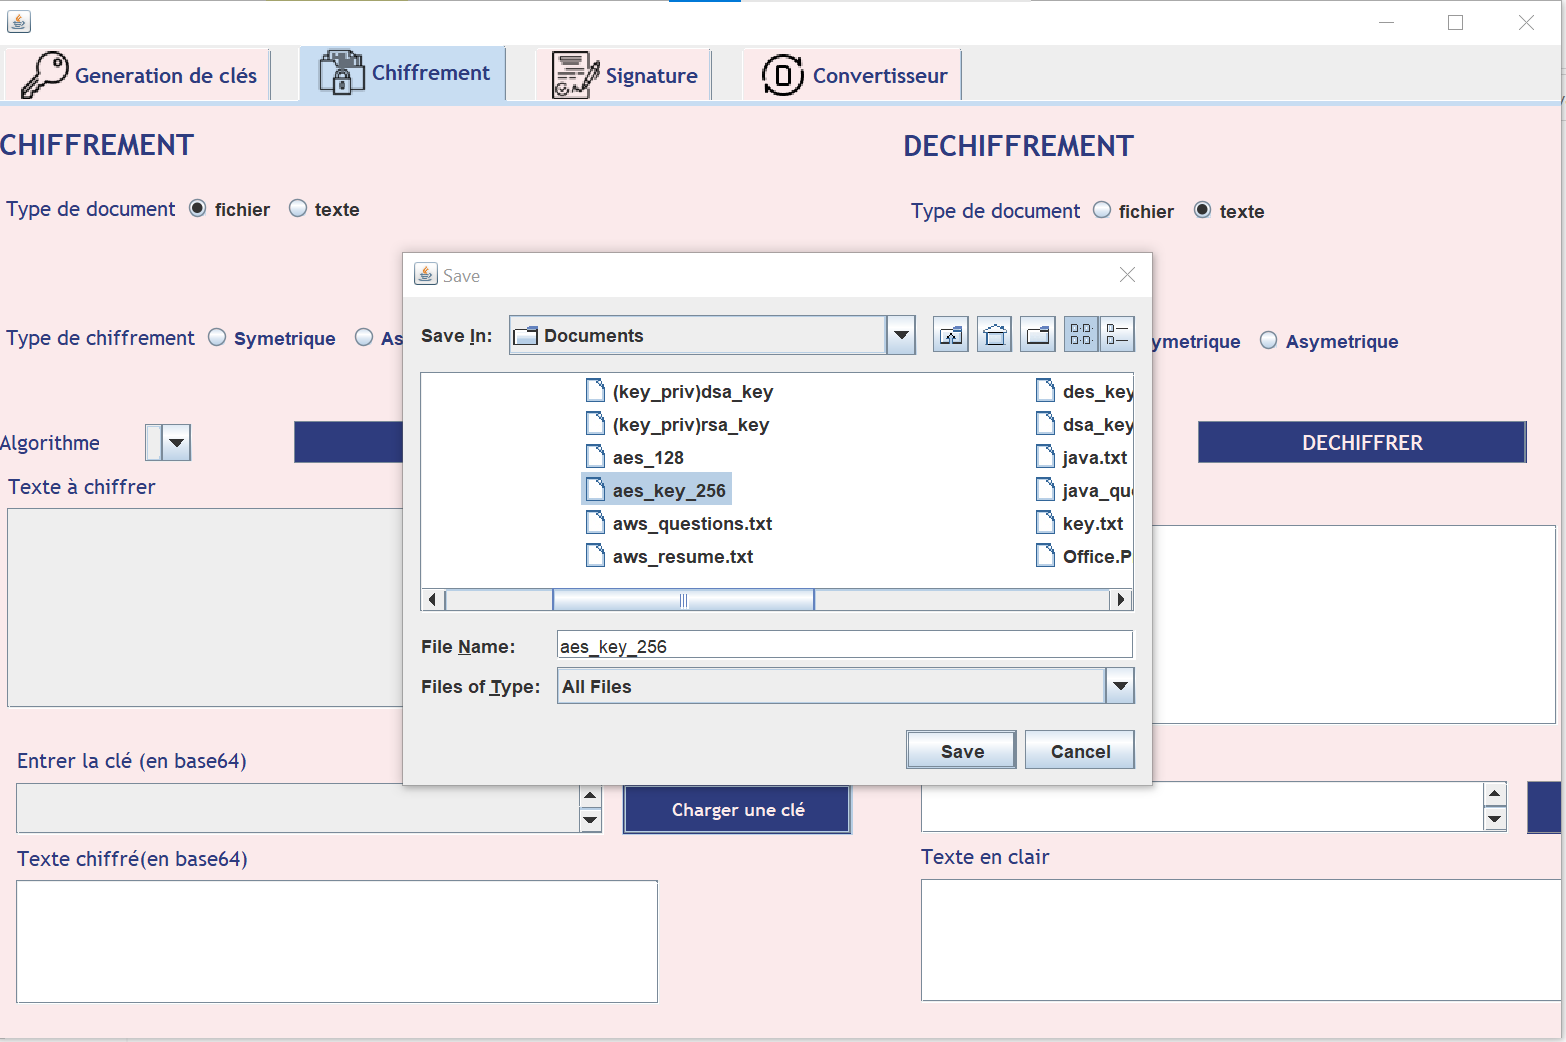 Generation de clés
Chiffrement
Signature
D Convertisseur
CHIFFREMENT
DECHIFFREMENT
Type de document fichier texte
Type de document fichier texte
Save
Save In: Documents
Type de chiffrement Symetrique As
ymetrique Asymetrique
(key_priv)dsa_key
(key_priv)rsa_key
aes_128
aes_key_256
aws_questions.txt
aws_resume.txt
des_key
dsa_key
java.txt
java_que
key.txt
Office.P
Algorithme
DECHIFFRER
Texte à chiffrer
File Name: aes_key_256
Files of Type: All Files
Save Cancel
Entrer la clé (en base64)
Charger une clé
Texte chiffré(en base64)
Texte en clair